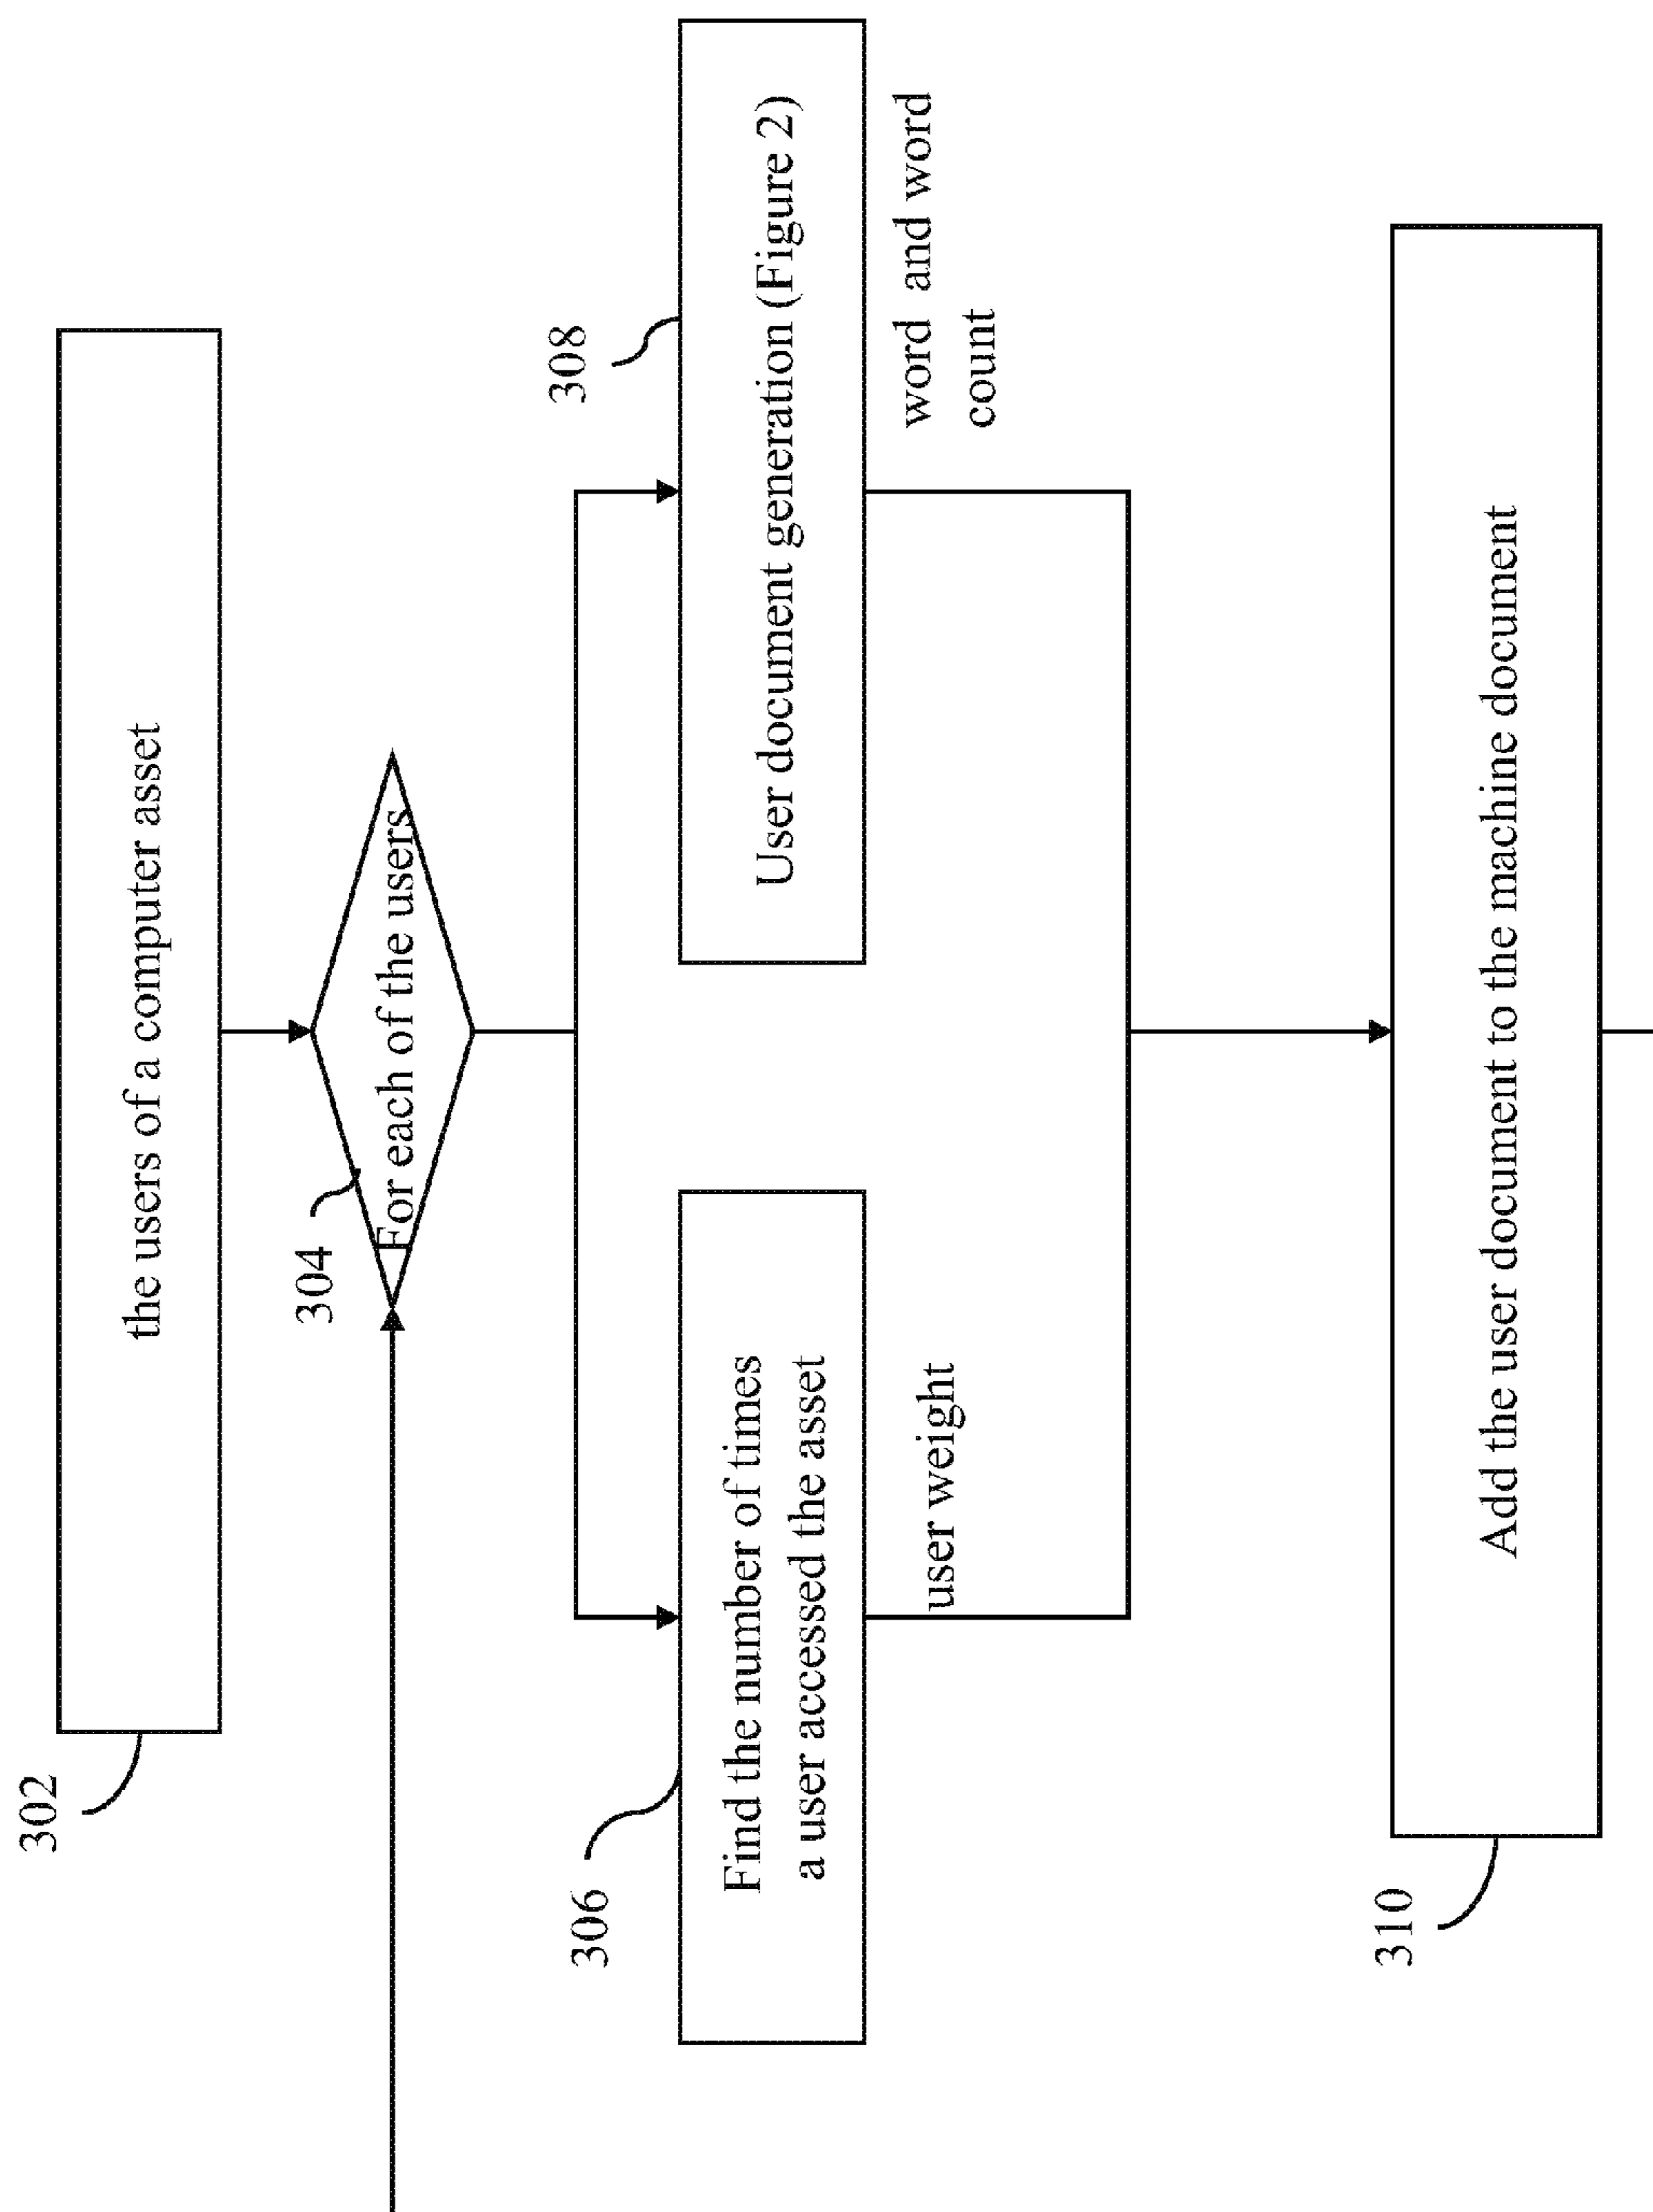 302
the users of a computer asset
304
For each of the users
306
Find the number of times
a user accessed the asset
308
User document generation (Figure 2)
user weight
word and word
count
310
Add the user document to the machine document